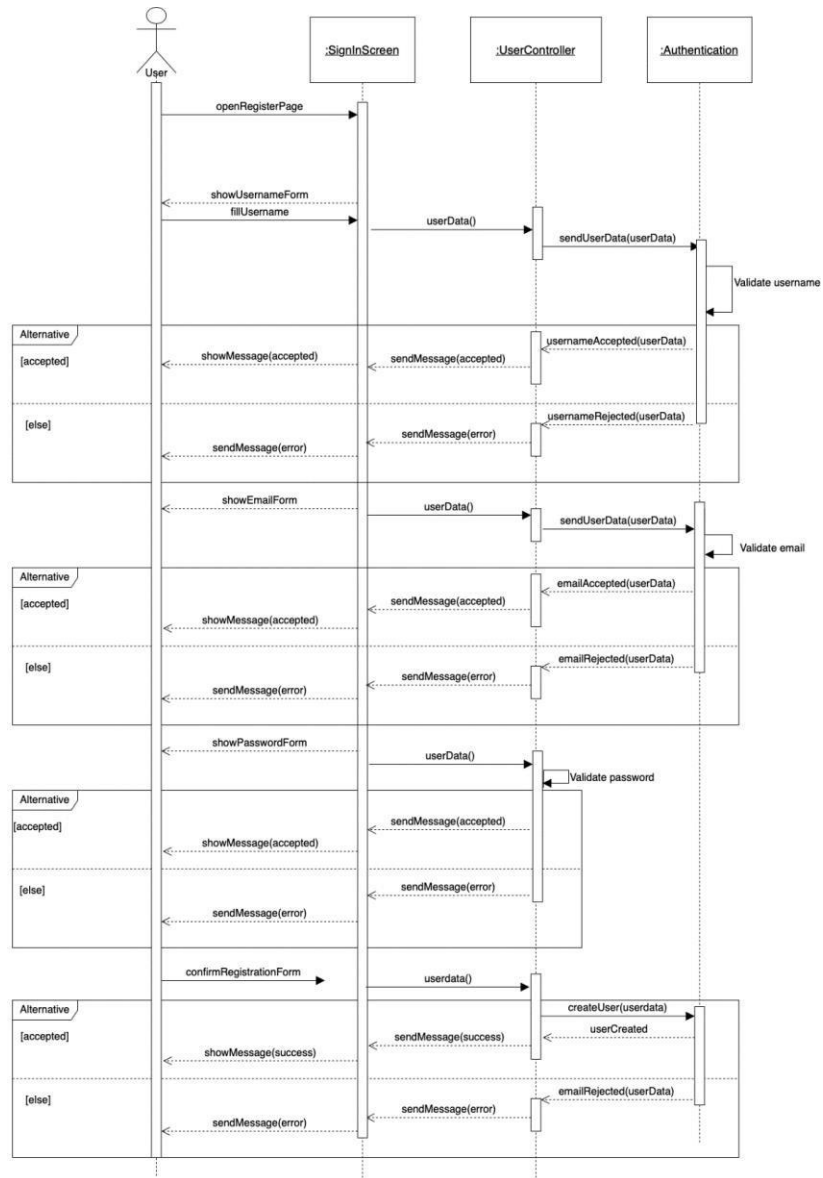 :SignInScreen
:UserController
:Authentication
User
openRegisterPage
showUsernameForm
fillUsername
userData()
sendUserData(userData)
Validate username
Alternative
[accepted]
usernameAccepted(userData)
sendMessage(accepted)
showMessage(accepted)
[else]
usernameRejected(userData)
sendMessage(error)
sendMessage(error)
showEmailForm
userData()
sendUserData(userData)
Validate email
Alternative
[accepted]
emailAccepted(userData)
sendMessage(accepted)
showMessage(accepted)
[else]
emailRejected(userData)
sendMessage(error)
sendMessage(error)
showPasswordForm
userData()
Validate password
Alternative
[accepted]
sendMessage(accepted)
showMessage(accepted)
[else]
sendMessage(error)
sendMessage(error)
confirmRegistrationForm
userdata()
Alternative
createUser(userdata)
[accepted]
userCreated
sendMessage(success)
showMessage(success)
[else]
emailRejected(userData)
sendMessage(error)
sendMessage(error)